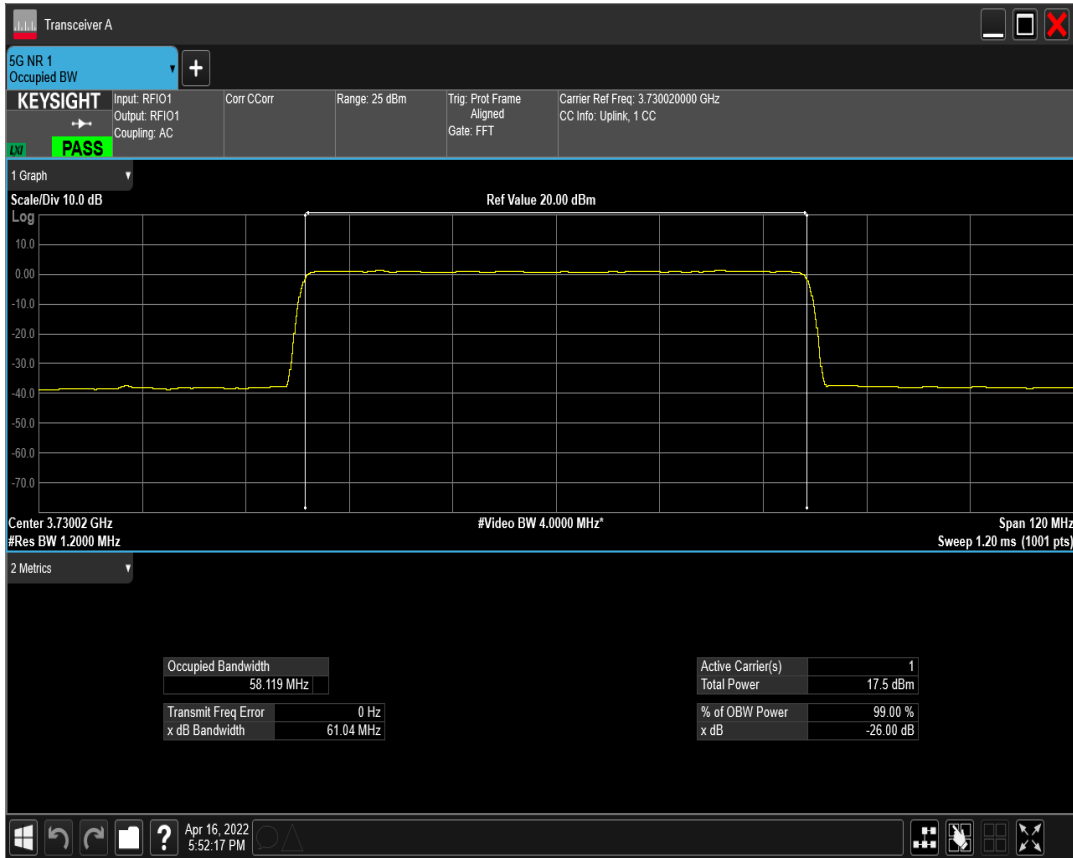 Transceiver A
5G NR 1
Occupied BW
KEYSIGHT
LXI
PASS
Input: RFIO1
Output: RFIO1
Coupling: AC
Corr CCorr
Range: 25 dBm
Trig: Prot Frame
Aligned
Gate: FFT
Carrier Ref Freq: 3.730020000 GHz
CC Info: Uplink, 1 CC
1 Graph
Scale/Div 10.0 dB
Ref Value 20.00 dBm
Log
10.0
0.00
-10.0
-20.0
-30.0
-40.0
-50.0
-60.0
-70.0
Center 3.73002 GHz
#Video BW 4.0000 MHz*
Span 120 MHz
#Res BW 1.2000 MHz
Sweep 1.20 ms (1001 pts)
2 Metrics
Occupied Bandwidth
58.119 MHz
Transmit Freq Error 0 Hz
x dB Bandwidth 61.04 MHz
Active Carrier(s) 1
Total Power 17.5 dBm
% of OBW Power 99.00 %
x dB -26.00 dB
?
Apr 16, 2022
5:52:17 PM